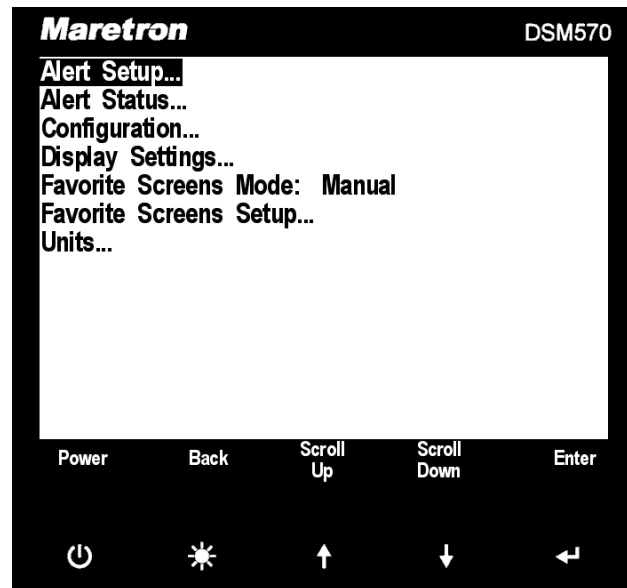 Maretron DSM570
Alert Setup...
Alert Status...
Configuration...
Display Settings...
Favorite Screens Mode: Manual
Favorite Screens Setup...
Units...
Power Back Scroll Up Scroll Down Enter